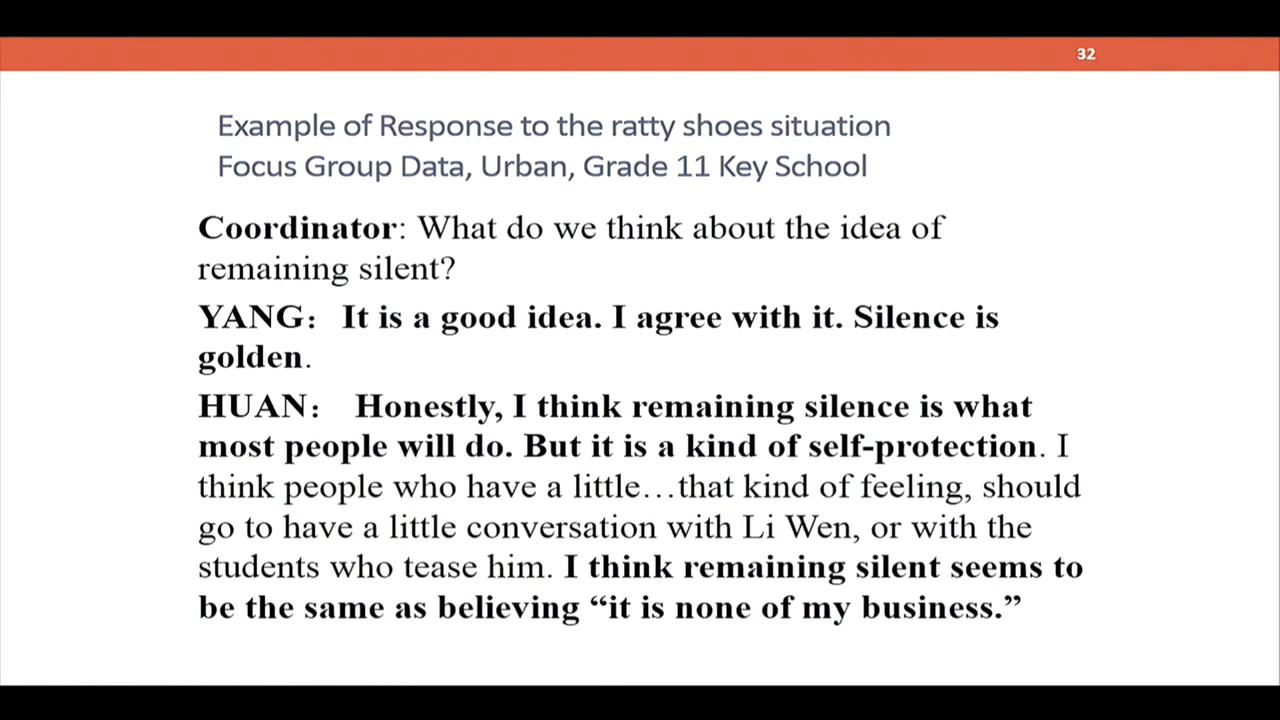 32
Example of Response to the ratty shoes situation
Focus Group Data, Urban, Grade 11 Key School
Coordinator: What do we think about the idea of
remaining silent?
YANG： It is a good idea. I agree with it. Silence is
golden.
HUAN： Honestly, I think remaining silence is what
most people will do. But it is a kind of self-protection. I
think people who have a little…that kind of feeling, should
go to have a little conversation with Li Wen, or with the
students who tease him. I think remaining silent seems to
be the same as believing “it is none of my business.”